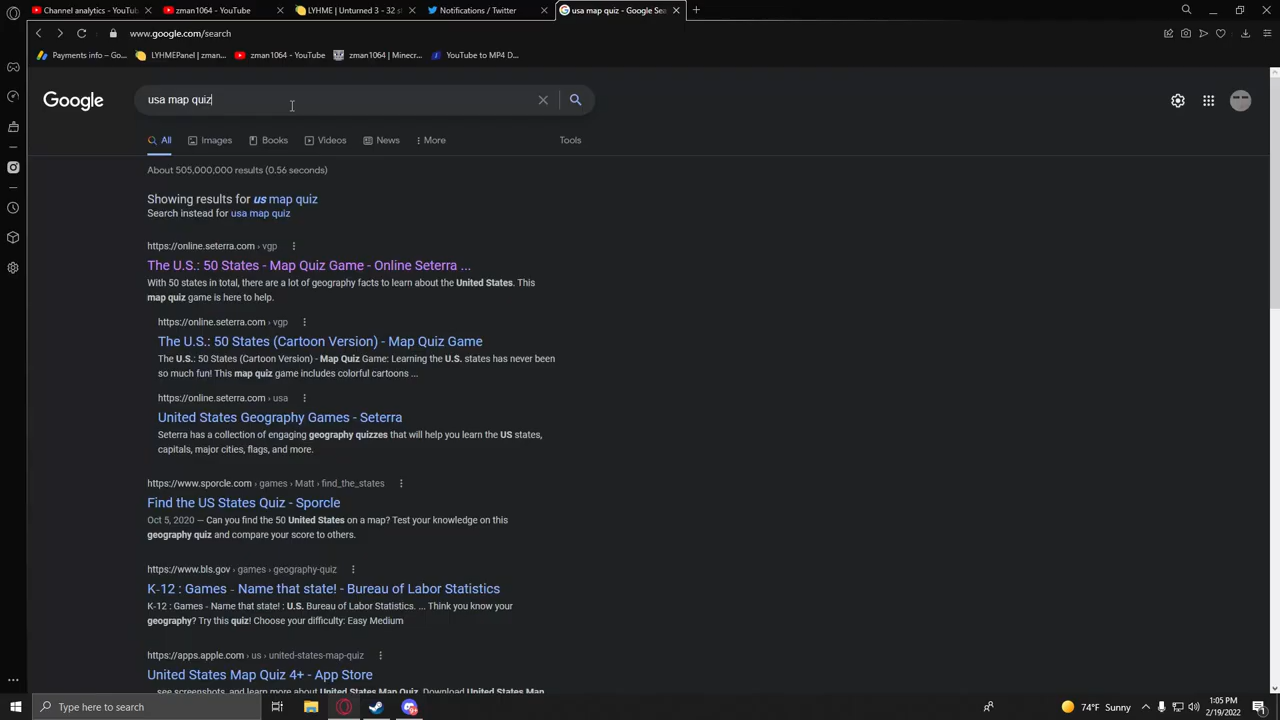 Channel analytics - YouTub
zman1064 - YouTube
LYHME | Unturned 3 - 32 s
Notifications / Twitter
usa map quiz - Google Sea
www.google.com/search
Payments info – Go...
LYHMEPanel | zman...
zman1064 - YouTube
zman1064 | Minecr...
YouTube to MP4 D...
Google
usa map quiz
All
Images
Books
Videos
News
More
Tools
About 505,000,000 results (0.56 seconds)
Showing results for us map quiz
Search instead for usa map quiz
https://online.seterra.com › vgp
The U.S.: 50 States - Map Quiz Game - Online Seterra ...
With 50 states in total, there are a lot of geography facts to learn about the United States. This
map quiz game is here to help.
https://online.seterra.com › vgp
The U.S.: 50 States (Cartoon Version) - Map Quiz Game
The U.S.: 50 States (Cartoon Version) - Map Quiz Game: Learning the U.S. states has never been
so much fun! This map quiz game includes colorful cartoons ...
https://online.seterra.com › usa
United States Geography Games - Seterra
Seterra has a collection of engaging geography quizzes that will help you learn the US states,
capitals, major cities, flags, and more.
https://www.sporcle.com › games › Matt › find_the_states
Find the US States Quiz - Sporcle
Oct 5, 2020 — Can you find the 50 United States on a map? Test your knowledge on this
geography quiz and compare your score to others.
https://www.bls.gov › games › geography-quiz
K-12 : Games - Name that state! - Bureau of Labor Statistics
K-12 : Games - Name that state! : U.S. Bureau of Labor Statistics. ... Think you know your
geography? Try this quiz! Choose your difficulty: Easy Medium
https://apps.apple.com › us › united-states-map-quiz
United States Map Quiz 4+ - App Store
... see screenshots, and learn more about United States Map Quiz. Download United States Map
Type here to search
74°F Sunny
1:05 PM
2/19/2022